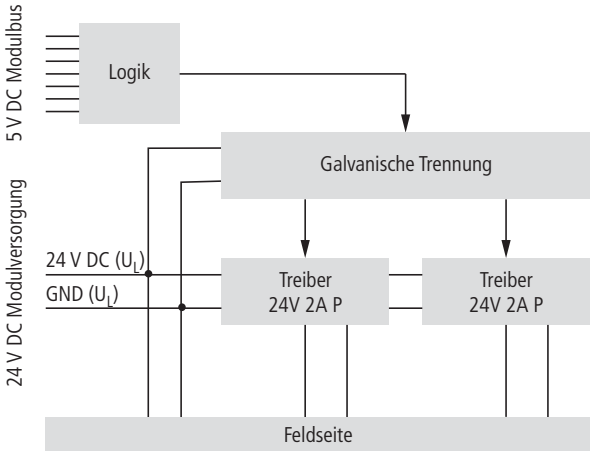 5 V DC Modulbus
Logik
Galvanische Trennung
24 V DC Modulversorgung
24 V DC (UL)
GND (UL)
Treiber
24V 2A P
Treiber
24V 2A P
Feldseite